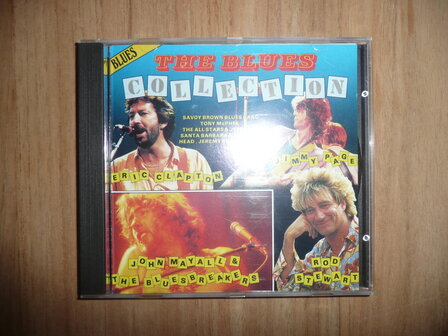 BLUES
THE BLUES
COLLECTION
SAVOY BROWN BLUES
TONY McPHEE
THE ALL STARS
SANTA BARBARA
HEAD, JEREMY
ERIC CLAPTON
JIMMY PAGE
JOHN MAYALL &
THE BLUESBREAKERS
ROD
STEWART